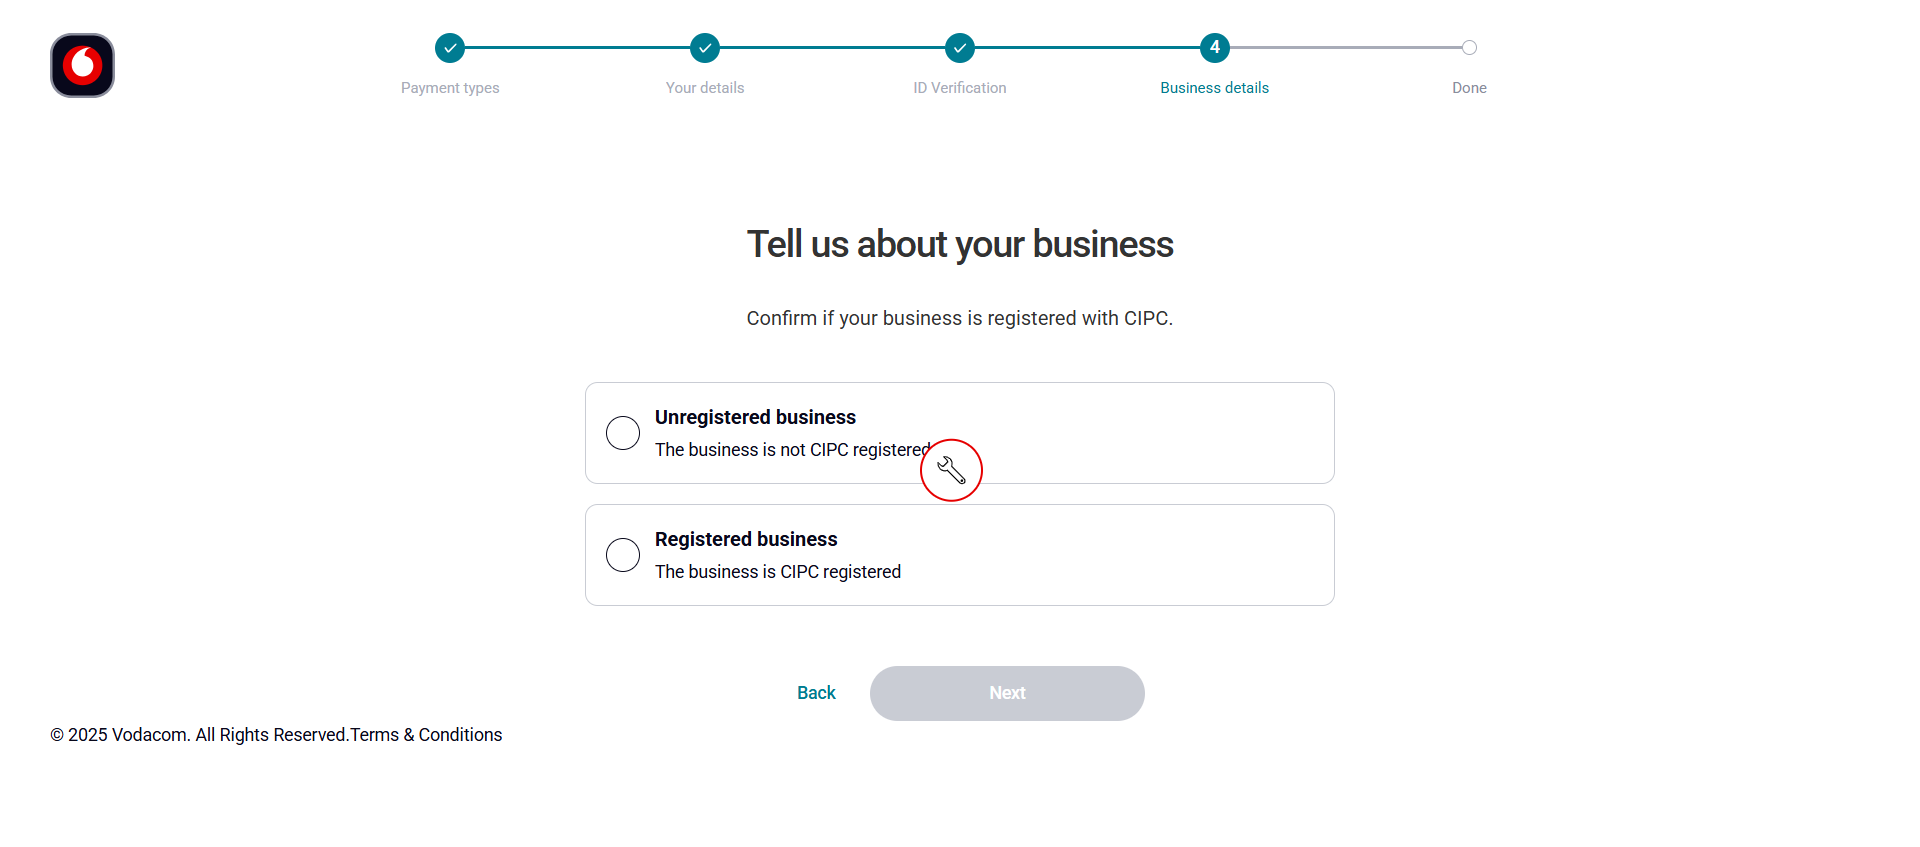 4
Payment types
Your details
ID Verification
Business details
Done
Tell us about your business
Confirm if your business is registered with CIPC.
Unregistered business
The business is not CIPC registered
Registered business
The business is CIPC registered
Back
Next
© 2025 Vodacom. All Rights Reserved.Terms & Conditions